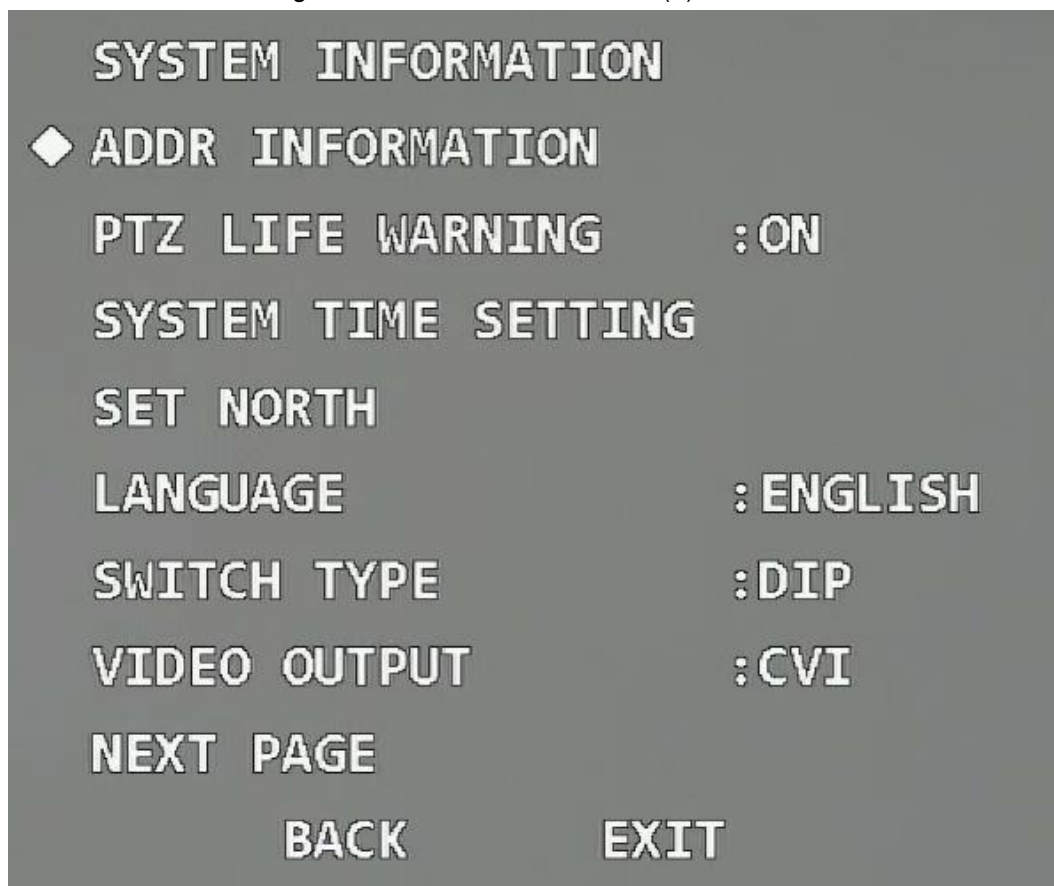 SYSTEM INFORMATION
ADDR INFORMATION
PTZ LIFE WARNING :ON
SYSTEM TIME SETTING
SET NORTH
LANGUAGE :ENGLISH
SWITCH TYPE :DIP
VIDEO OUTPUT :CVI
NEXT PAGE
BACK EXIT